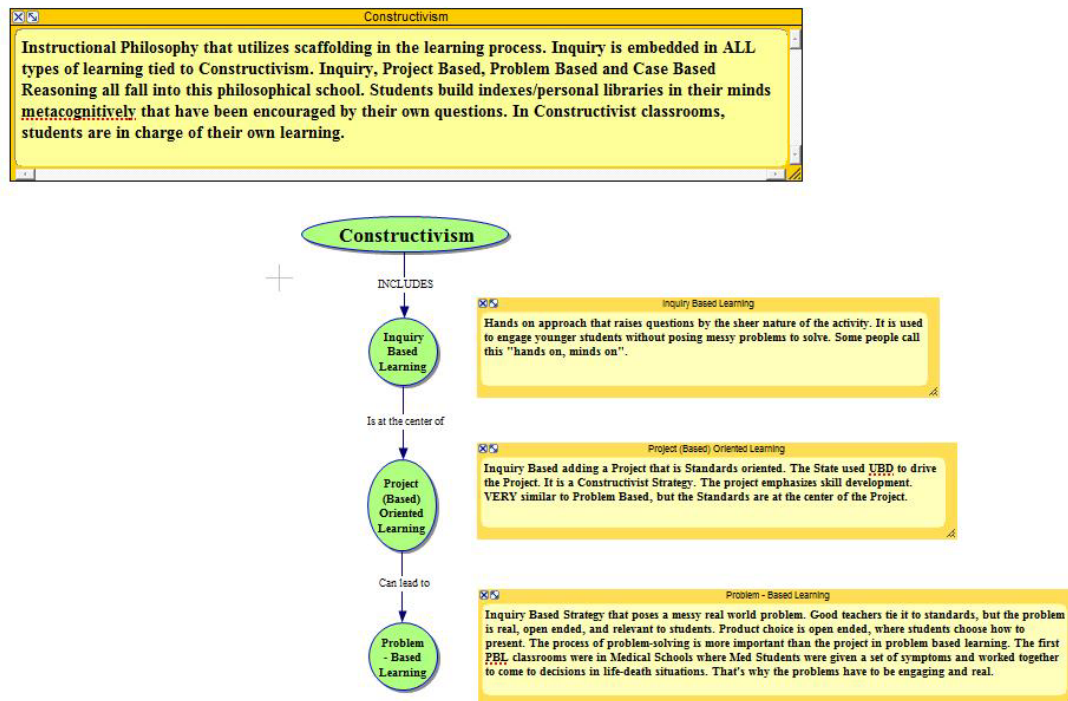 Constructivism
Instructional Philosophy that utilizes scaffolding in the learning process. Inquiry is embedded in ALL
types of learning tied to Constructivism. Inquiry, Project Based, Problem Based and Case Based
Reasoning all fall into this philosophical school. Students build indexes/personal libraries in their minds
metacognitively that have been encouraged by their own questions. In Constructivist classrooms,
students are in charge of their own learning.
Constructivism
INCLUDES
Inquiry
Based
Learning
Inquiry Based Learning
Hands on approach that raises questions by the sheer nature of the activity. It is used
to engage younger students without posing messy problems to solve. Some people call
this "hands on, minds on".
Is at the center of
Project
(Based)
Oriented
Learning
Project (Based) Oriented Learning
Inquiry Based adding a Project that is Standards oriented. The State used UBD to drive
the Project. It is a Constructivist Strategy. The project emphasizes skill development.
VERY similar to Problem Based, but the Standards are at the center of the Project.
Can lead to
Problem
- Based
Learning
Problem - Based Learning
Inquiry Based Strategy that poses a messy real world problem. Good teachers tie it to standards, but the problem
is real, open ended, and relevant to students. Product choice is open ended, where students choose how to
present. The process of problem-solving is more important than the project in problem based learning. The first
PBL classrooms were in Medical Schools where Med Students were given a set of symptoms and worked together
to come to decisions in life-death situations. That's why the problems have to be engaging and real.